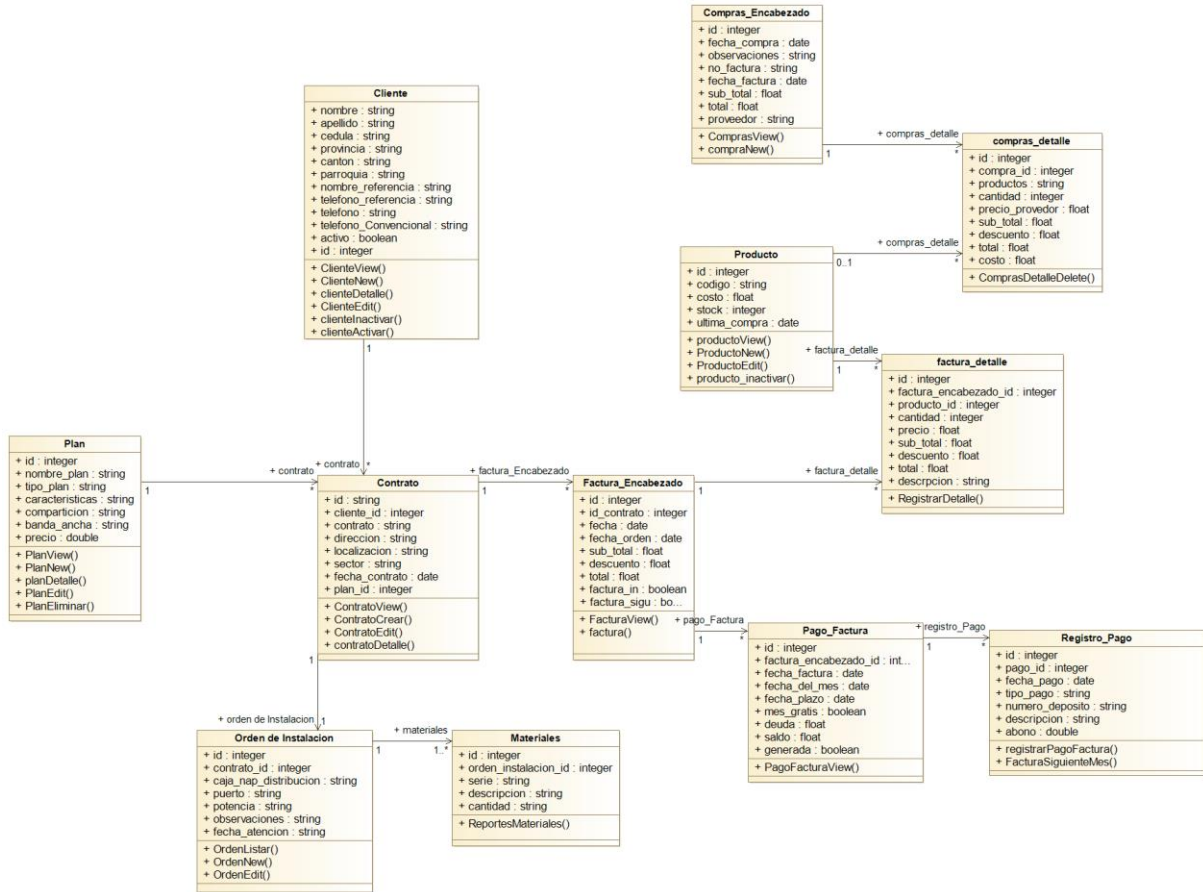 Compras_Encabezado
+ id : integer
+ fecha_compra : date
+ observaciones : string
+ no_factura : string
+ fecha_factura : date
+ sub_total : float
+ total : float
+ proveedor : string
+ ComprasView()
+ compraNew()
1
+ compras_detalle
*
compras_detalle
+ id : integer
+ compra_id : integer
+ productos : string
+ cantidad : integer
+ precio_provedor : float
+ sub_total : float
+ descuento : float
+ total : float
+ costo : float
+ ComprasDetalleDelete()
Cliente
+ nombre : string
+ apellido : string
+ cedula : string
+ provincia : string
+ canton : string
+ parroquia : string
+ nombre_referencia : string
+ telefono_referencia : string
+ telefono : string
+ telefono_Convencional : string
+ activo : boolean
+ id : integer
+ ClienteView()
+ ClienteNew()
+ clienteDetalle()
+ ClienteEdit()
+ clienteInactivar()
+ clienteActivar()
1
+ contrato
*
Producto
+ id : integer
+ codigo : string
+ costo : float
+ stock : integer
+ ultima_compra : date
+ productoView()
+ ProductoNew()
+ ProductoEdit()
+ producto_inactivar()
0..1
+ compras_detalle
*
1
+ factura_detalle
*
factura_detalle
+ id : integer
+ factura_encabezado_id : integer
+ producto_id : integer
+ cantidad : integer
+ precio : float
+ sub_total : float
+ descuento : float
+ total : float
+ descrpcion : string
+ RegistrarDetalle()
Plan
+ id : integer
+ nombre_plan : string
+ tipo_plan : string
+ caracteristicas : string
+ comparticion : string
+ banda_ancha : string
+ precio : double
+ PlanView()
+ PlanNew()
+ planDetalle()
+ PlanEdit()
+ PlanEliminar()
1
+ contrato
*
Contrato
+ id : string
+ cliente_id : integer
+ contrato : string
+ direccion : string
+ localizacion : string
+ sector : string
+ fecha_contrato : date
+ plan_id : integer
+ ContratoView()
+ ContratoCrear()
+ ContratoEdit()
+ contratoDetalle()
1
+ factura_Encabezado
*
Factura_Encabezado
+ id : integer
+ id_contrato : integer
+ fecha : date
+ fecha_orden : date
+ sub_total : float
+ descuento : float
+ total : float
+ factura_in : boolean
+ factura_sigu : bo...
+ FacturaView()
+ factura()
1
+ factura_detalle
*
1
+ pago_Factura
*
Pago_Factura
+ id : integer
+ factura_encabezado_id : int...
+ fecha_factura : date
+ fecha_del_mes : date
+ fecha_plazo : date
+ mes_gratis : boolean
+ deuda : float
+ saldo : float
+ generada : boolean
+ PagoFacturaView()
1
+ registro_Pago
*
Registro_Pago
+ id : integer
+ pago_id : integer
+ fecha_pago : date
+ tipo_pago : string
+ numero_deposito : string
+ descripcion : string
+ abono : double
+ registrarPagoFactura()
+ FacturaSiguienteMes()
1
+ orden de Instalacion
1
Orden de Instalacion
+ id : integer
+ contrato_id : integer
+ caja_nap_distribucion : string
+ puerto : string
+ potencia : string
+ observaciones : string
+ fecha_atencion : string
+ OrdenListar()
+ OrdenNew()
+ OrdenEdit()
1
+ materiales
1..*
Materiales
+ id : integer
+ orden_instalacion_id : integer
+ serie : string
+ descripcion : string
+ cantidad : string
+ ReportesMateriales()